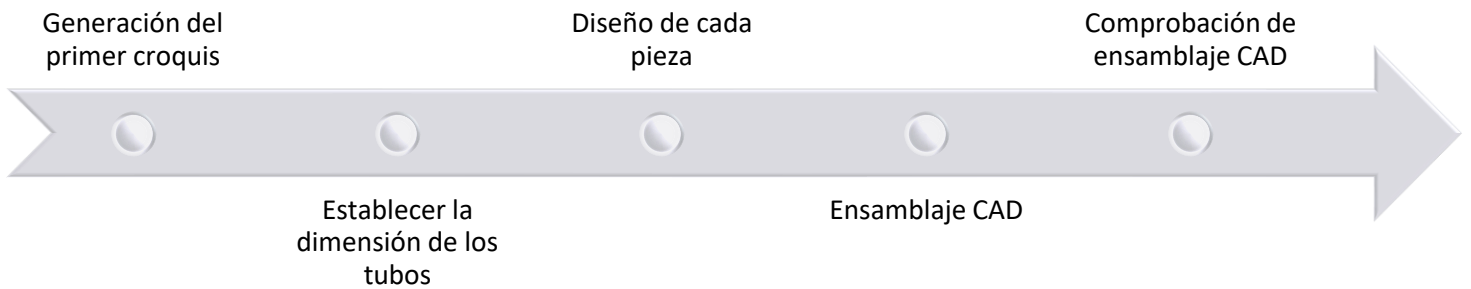 Generación del
primer croquis
Establecer la
dimensión de los
tubos
Diseño de cada
pieza
Ensamblaje CAD
Comprobación de
ensamblaje CAD